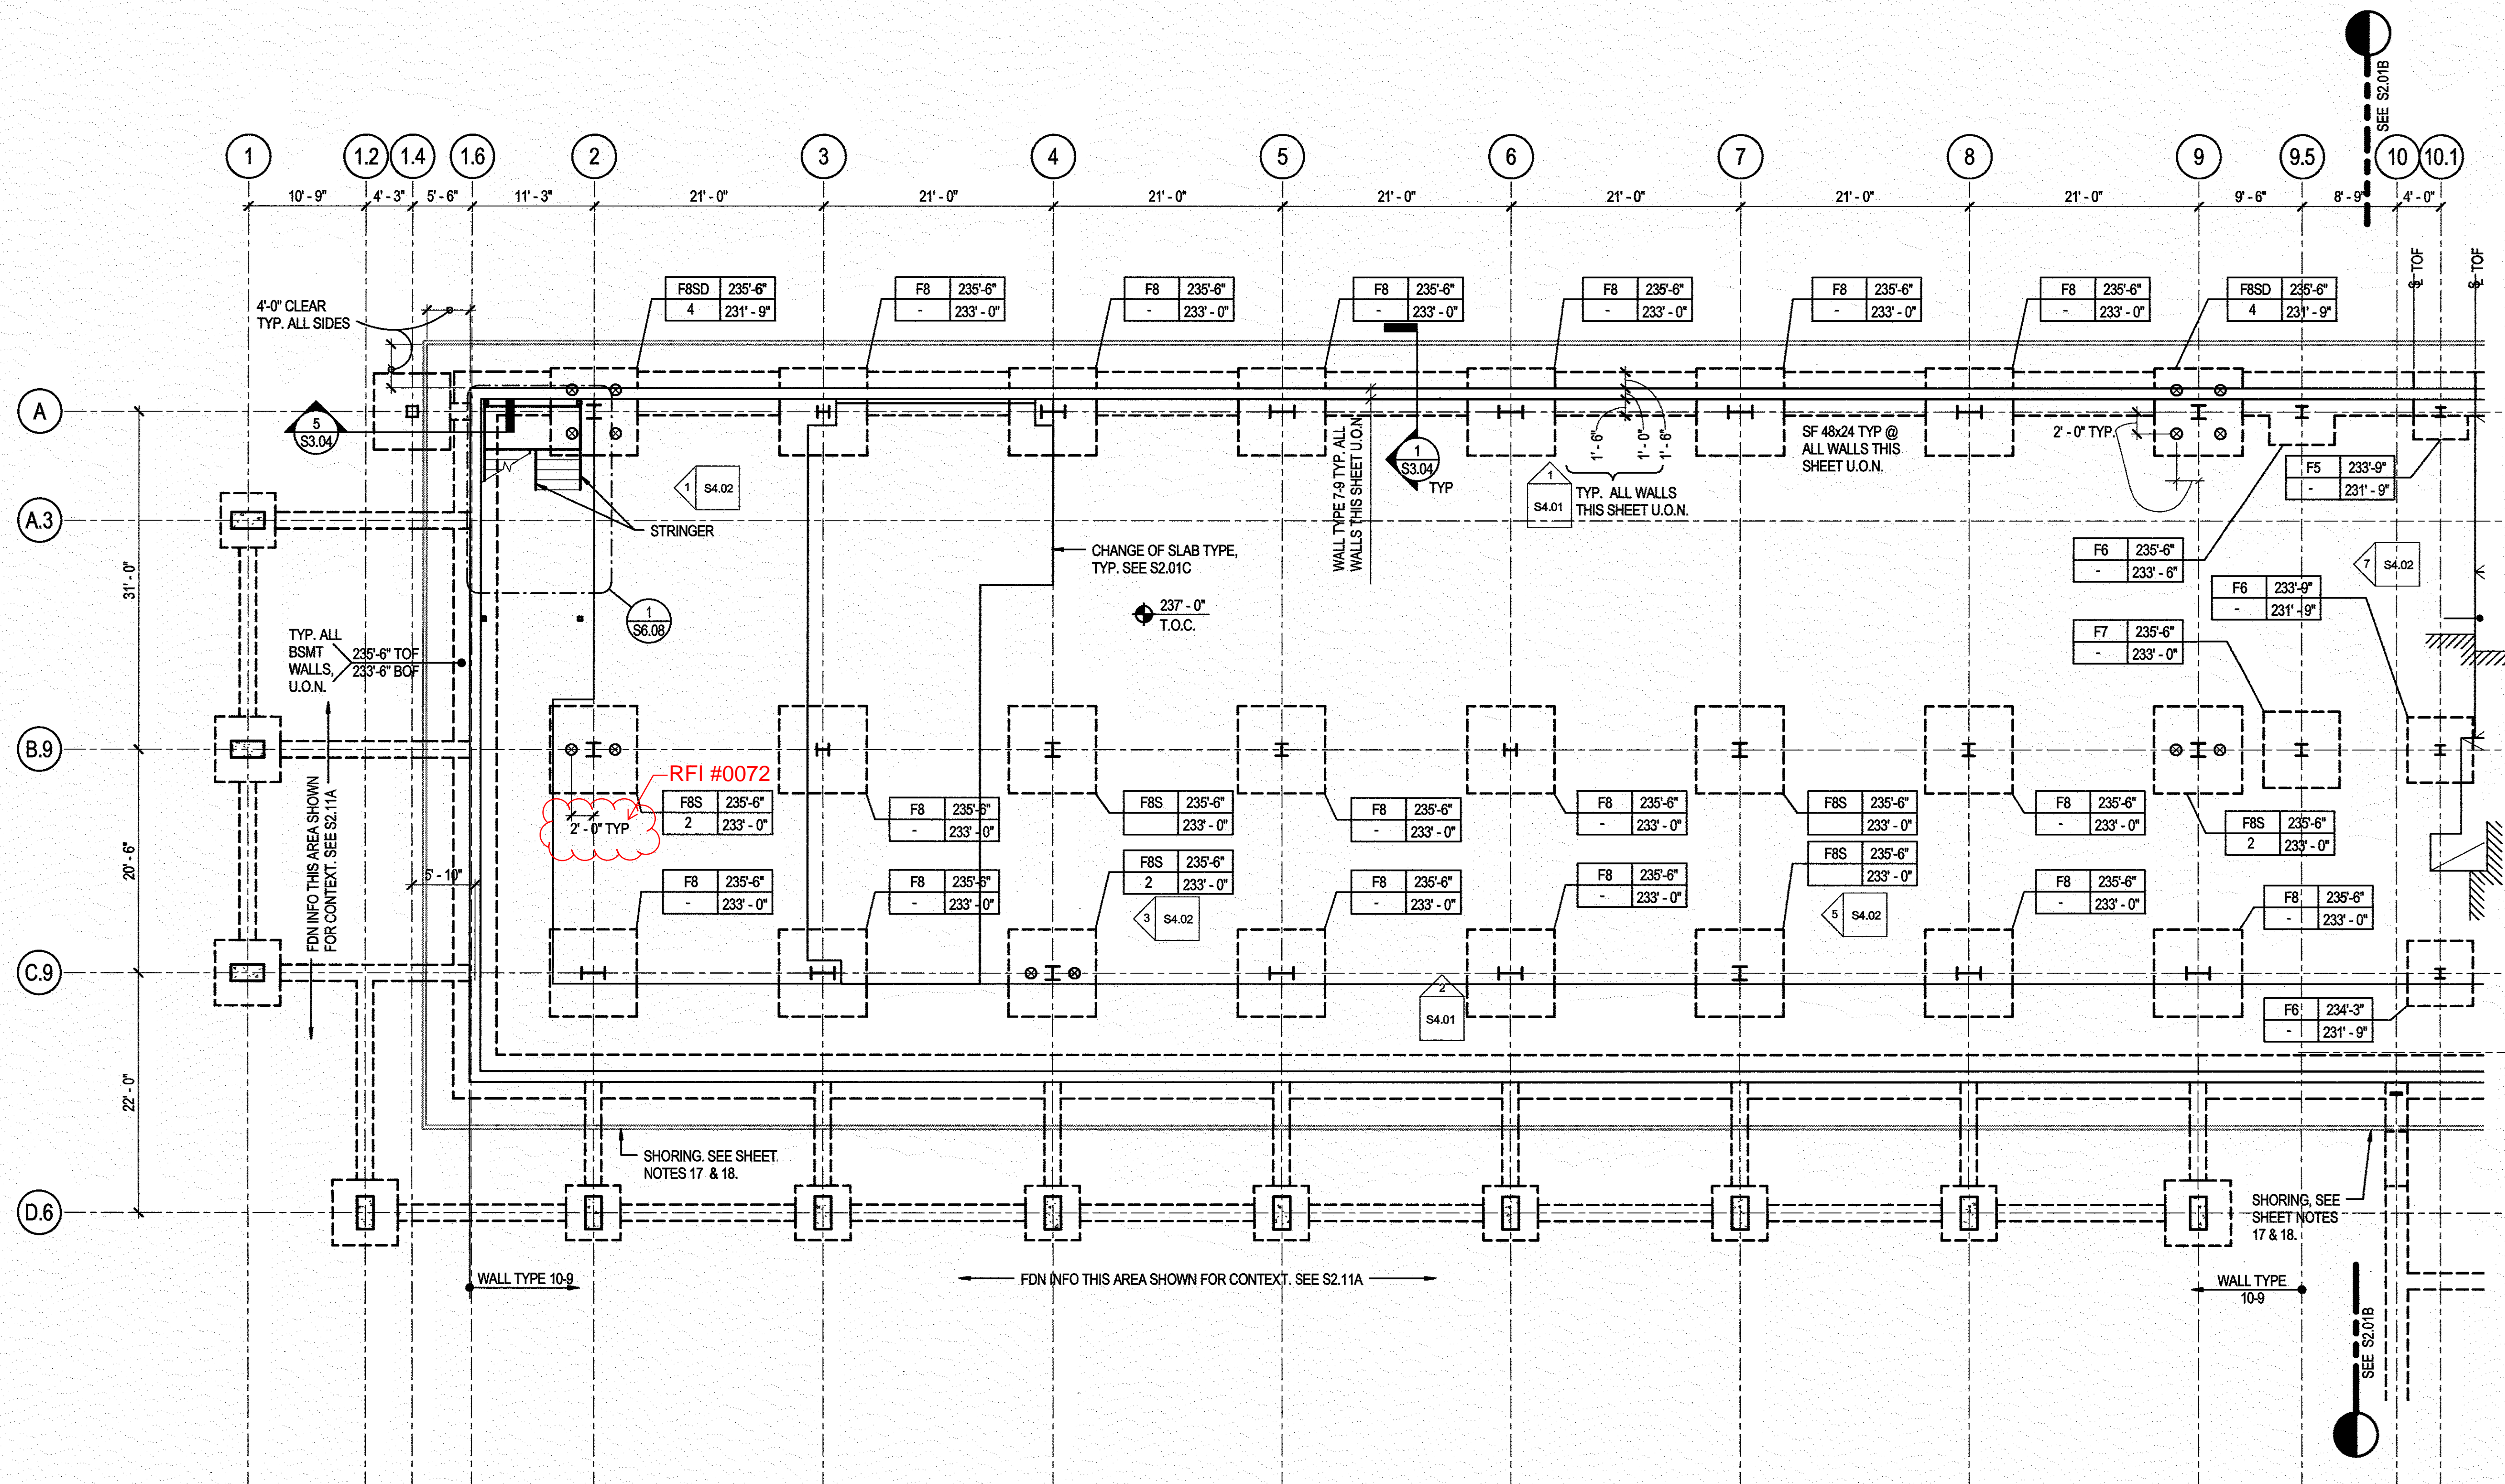 SEE S2.01B
1
1.2
1.4
1.6
2
3
4
5
6
7
8
9
9.5
10
10.1
10' - 9"
4' - 3"
5' - 6"
11' - 3"
21' - 0"
21' - 0"
21' - 0"
21' - 0"
21' - 0"
21' - 0"
21' - 0"
9' - 6"
8' - 9"
4' - 0"
TOF
TOF
4'-0" CLEAR
TYP. ALL SIDES
F8SD 235'-6"
4 231' - 9"
F8 235'-6"
- 233' - 0"
F8 235'-6"
- 233' - 0"
F8 235'-6"
- 233' - 0"
F8 235'-6"
- 233' - 0"
F8 235'-6"
- 233' - 0"
F8 235'-6"
- 233' - 0"
F8SD 235'-6"
4 231' - 9"
A
5
S3.04
1 S4.02
STRINGER
WALL TYPE 7-9 TYP. ALL
WALLS THIS SHEET U.O.N
1
S3.04
TYP
1' - 6"
1' - 0"
1' - 6"
1
S4.01
TYP. ALL WALLS
THIS SHEET U.O.N.
SF 48x24 TYP @
ALL WALLS THIS
SHEET U.O.N.
2' - 0" TYP.
F5 233'-9"
- 231' - 9"
A.3
CHANGE OF SLAB TYPE,
TYP. SEE S2.01C
F6 235'-6"
- 233' - 6"
7 S4.02
F6 233'-9"
- 231' - 9"
31' - 0"
1
S6.08
237' - 0"
T.O.C.
F7 235'-6"
- 233' - 0"
TYP. ALL
BSMT
WALLS,
U.O.N.
235'-6" TOF
233'-6" BOF
B.9
RFI #0072
2' - 0" TYP
F8S 235'-6"
2 233' - 0"
F8 235'-6"
- 233' - 0"
F8S 235'-6"
233' - 0"
F8 235'-6"
- 233' - 0"
F8 235'-6"
- 233' - 0"
F8S 235'-6"
233' - 0"
F8 235'-6"
- 233' - 0"
F8S 235'-6"
2 233' - 0"
FDN INFO THIS AREA SHOWN
FOR CONTEXT. SEE S2.11A
20' - 6"
5' - 10"
F8 235'-6"
- 233' - 0"
F8 235'-6"
- 233' - 0"
F8S 235'-6"
2 233' - 0"
3 S4.02
F8 235'-6"
- 233' - 0"
F8 235'-6"
- 233' - 0"
F8S 235'-6"
233' - 0"
5 S4.02
F8 235'-6"
- 233' - 0"
F8 235'-6"
- 233' - 0"
C.9
2
S4.01
F6 234'-3"
- 231' - 9"
22' - 0"
SHORING. SEE SHEET
NOTES 17 & 18.
D.6
SHORING, SEE
SHEET NOTES
17 & 18.
WALL TYPE 10-9
FDN INFO THIS AREA SHOWN FOR CONTEXT. SEE S2.11A
WALL TYPE
10-9
SEE S2.01B